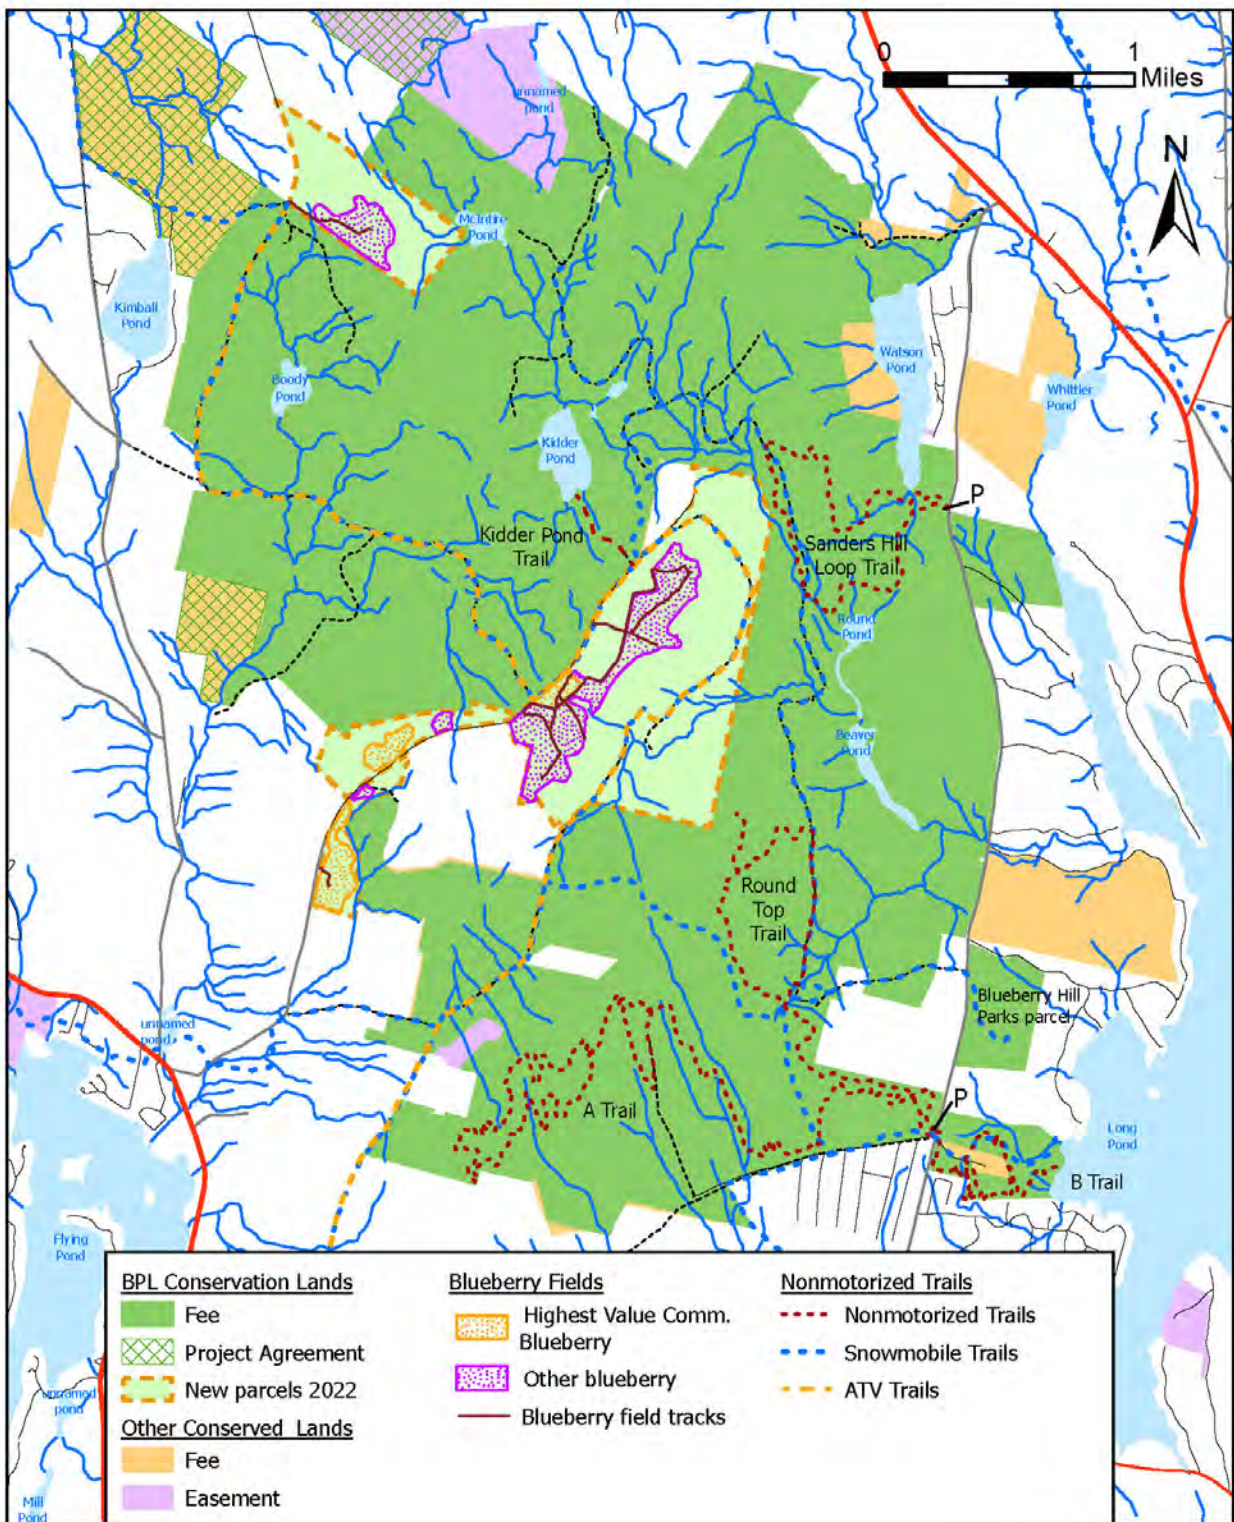 0
1
Miles
N
unnamed
pond
McIntire
Pond
Kimball
Pond
Boody
Pond
Watson
Pond
Whittier
Pond
Kidder
Pond
P
Kidder Pond
Trail
Sanders Hill
Loop Trail
Round
Pond
Beaver
Pond
Round
Top
Trail
Blueberry Hill
Parks parcel
unnamed
pond
A Trail
P
Long
Pond
B Trail
Flying
Pond
unnamed
pond
Mill
Pond
BPL Conservation Lands
Fee
Project Agreement
New parcels 2022
Other Conserved Lands
Fee
Easement
Blueberry Fields
Highest Value Comm.
Blueberry
Other blueberry
Blueberry field tracks
Nonmotorized Trails
Nonmotorized Trails
Snowmobile Trails
ATV Trails